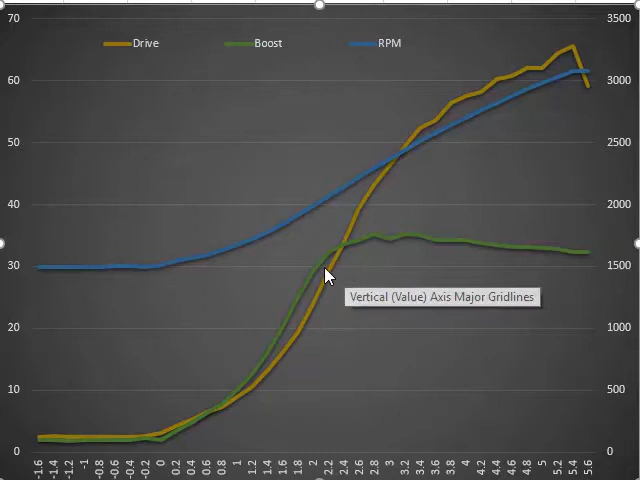 70 3500
Drive Boost RPM
60 3000
50 2500
40 2000
30 1500
Vertical (Value) Axis Major Gridlines
20 1000
10 500
0 0
-1.6 -1.4 -1.2 -1 -0.8 -0.6 -0.4 -0.2 0 0.2 0.4 0.6 0.8 1 1.2 1.4 1.6 1.8 2 2.2 2.4 2.6 2.8 3 3.2 3.4 3.6 3.8 4 4.2 4.4 4.6 4.8 5 5.2 5.4 5.6